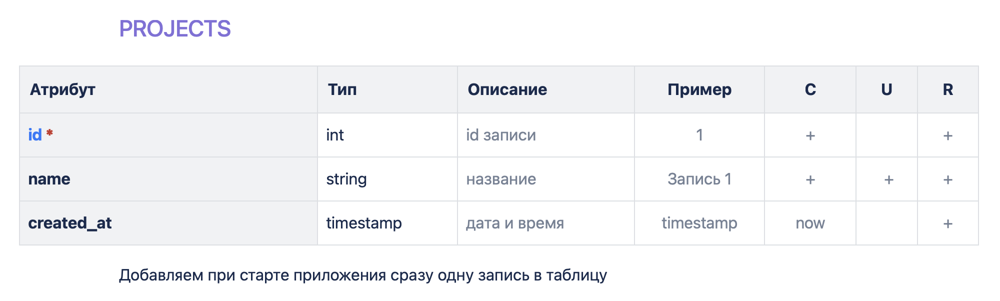 PROJECTS
Атрибут Тип Описание Пример C U R
id * int id записи 1 + +
name string название Запись 1 + + +
created_at timestamp дата и время timestamp now +
Добавляем при старте приложения сразу одну запись в таблицу